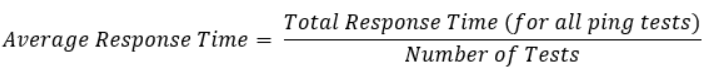 Average Response Time = Total Response Time (for all ping tests)
Number of Tests